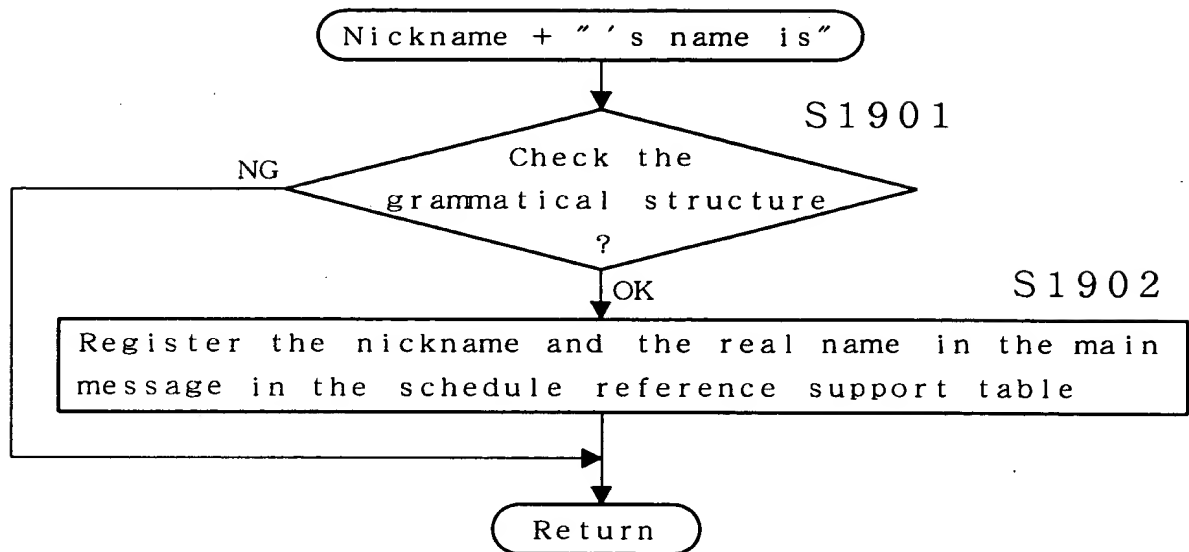 Nickname + "'s name is"
S1901
Check the
NG
grammatical structure
?
OK
S1902
Register the nickname and the real name in the main
message in the schedule reference support table
Return